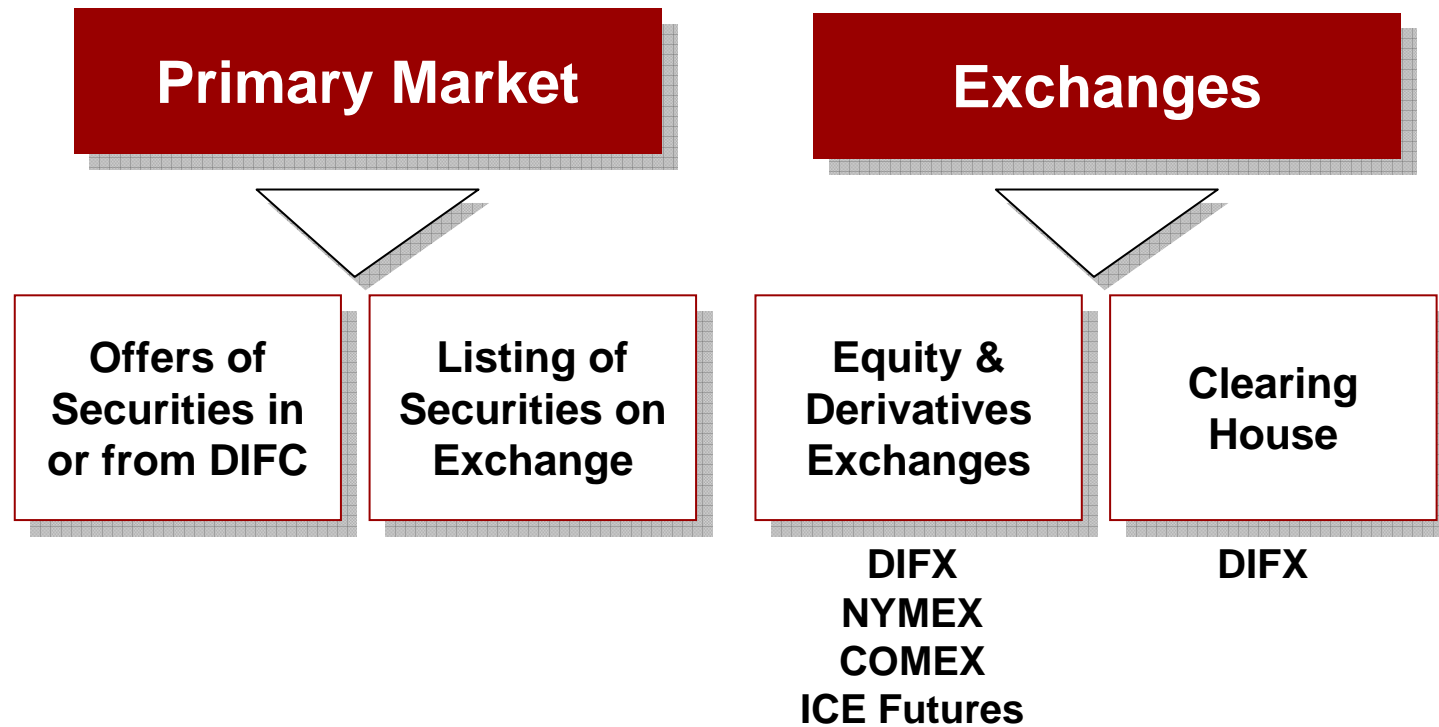 Primary Market
Exchanges
Offers of
Securities in
or from DIFC
Listing of
Securities on
Exchange
Equity &
Derivatives
Exchanges
Clearing
House
DIFX
NYMEX
COMEX
ICE Futures
DIFX